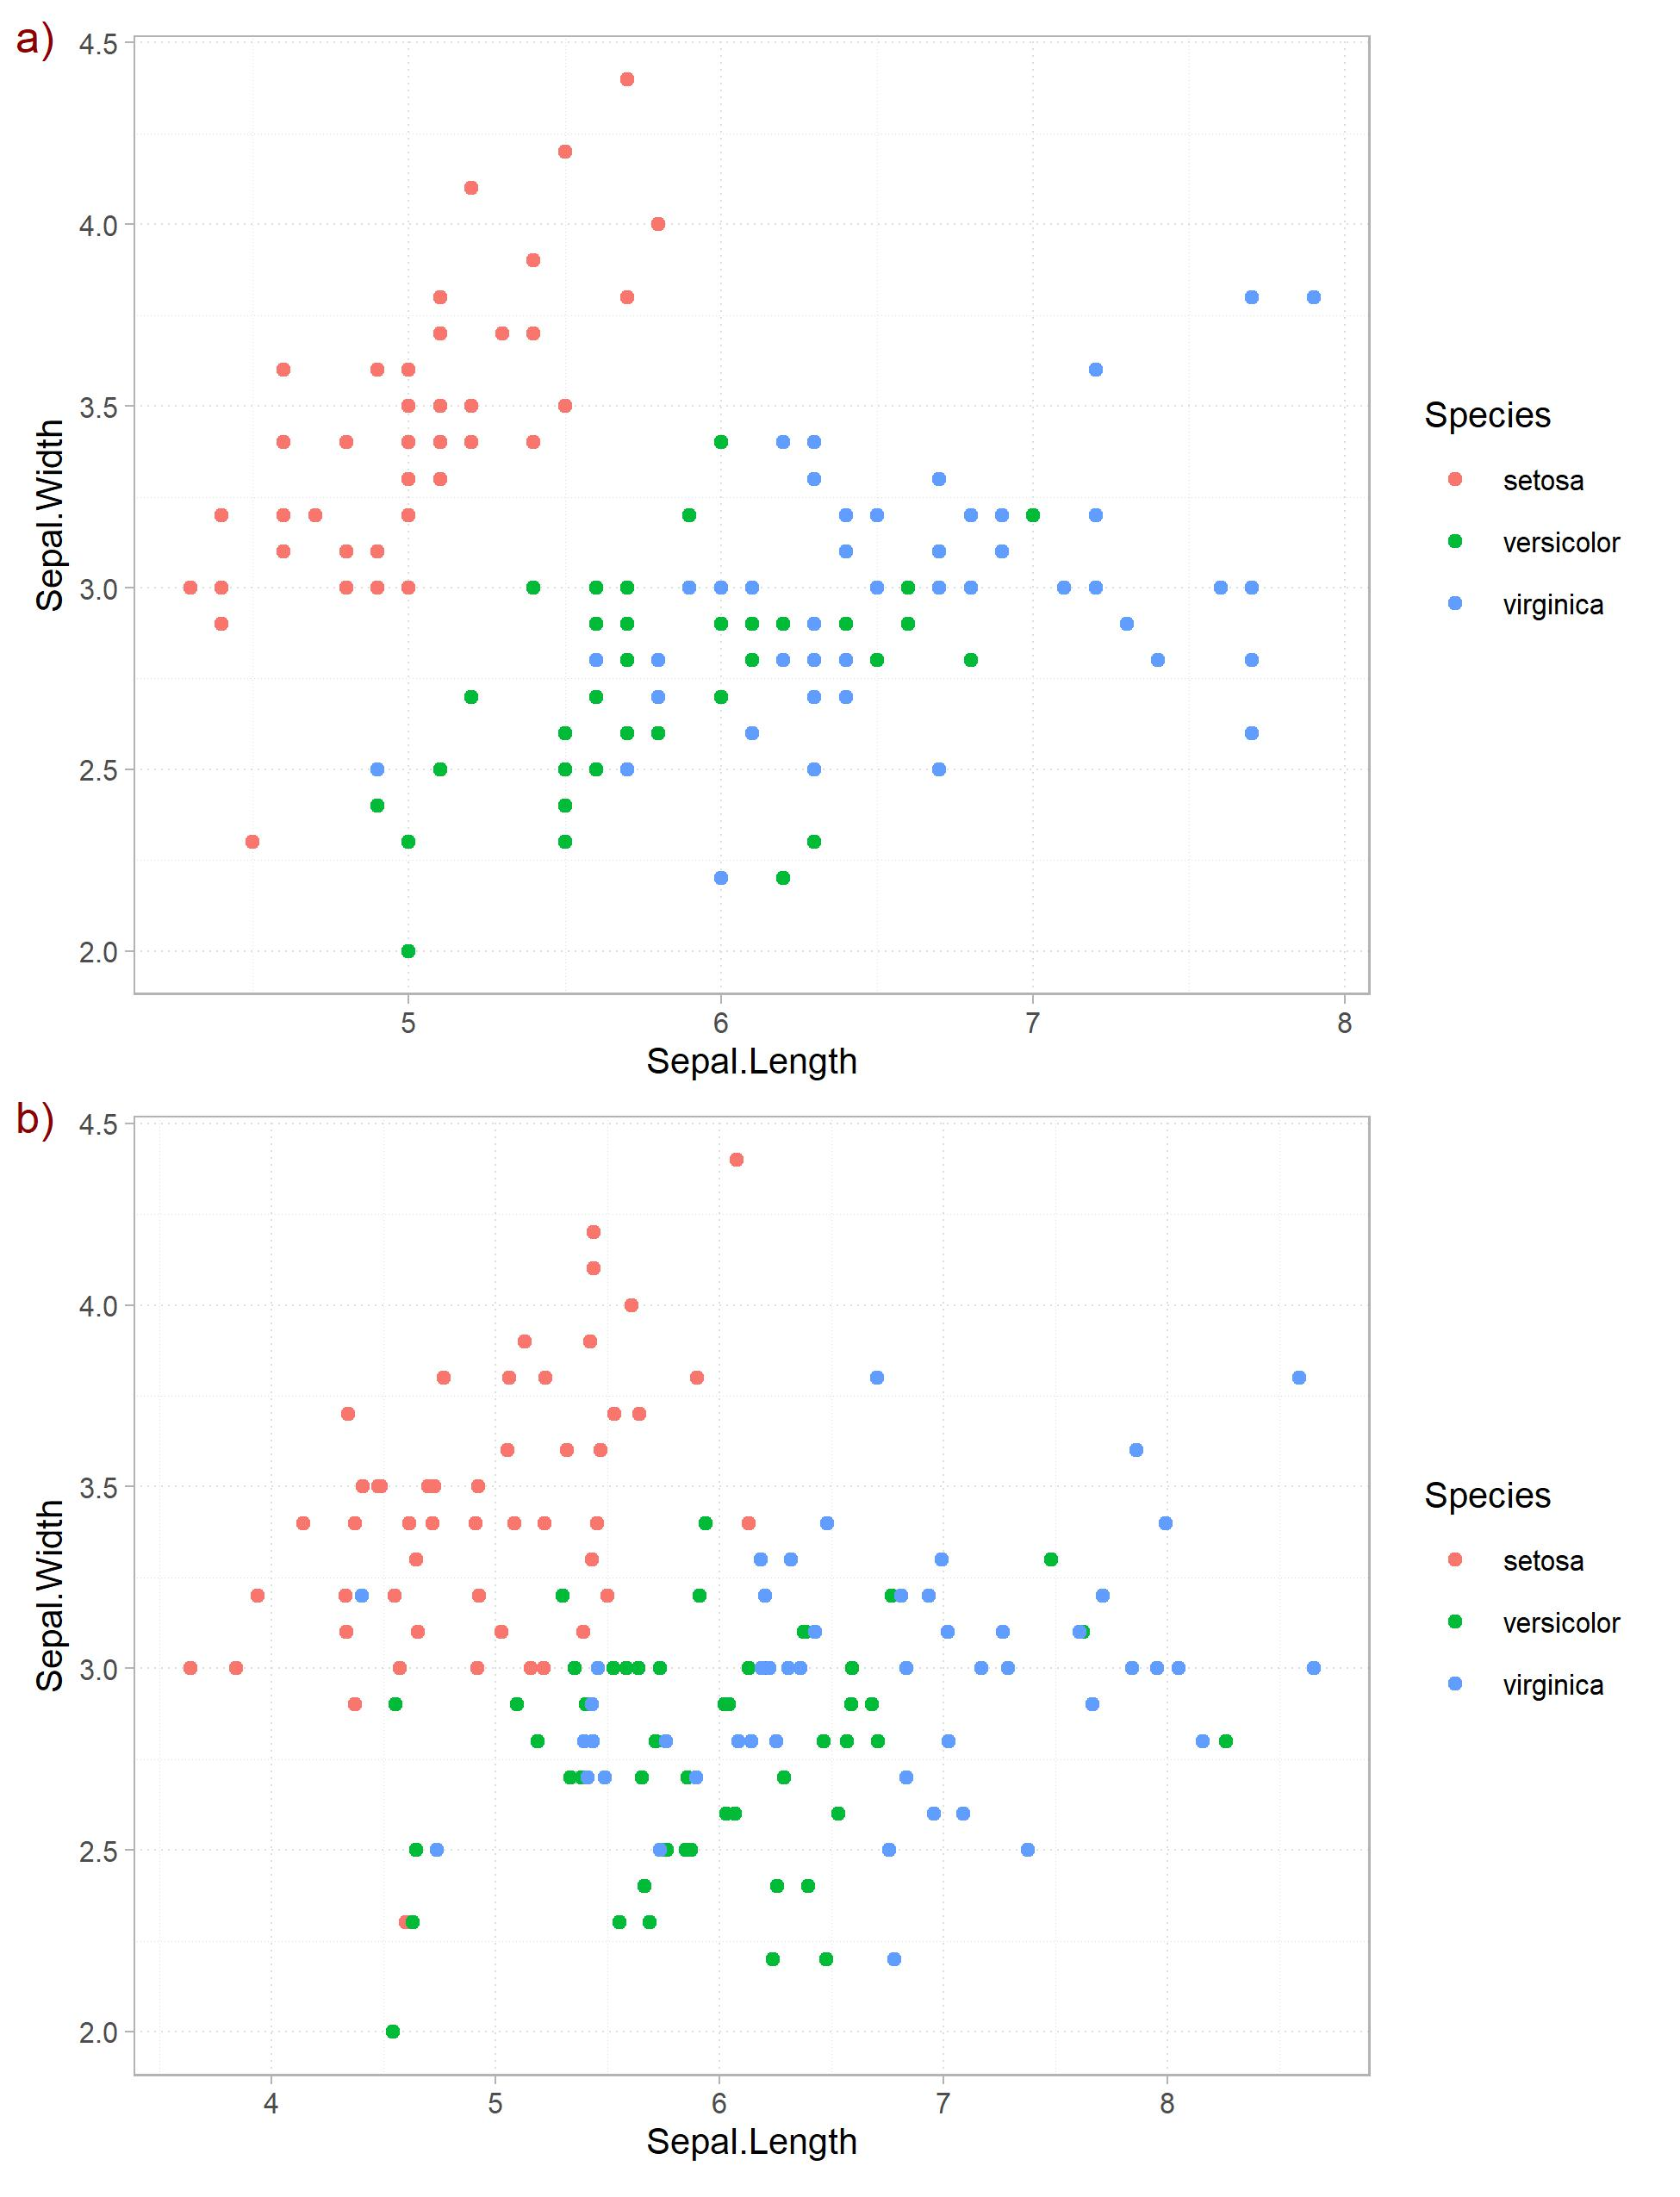 a)
4.5
4.0
3.5
3.0
2.5
2.0
Sepal.Width
5 6 7 8
Sepal.Length
Species
setosa
versicolor
virginica
b)
4.5
4.0
3.5
3.0
2.5
2.0
Sepal.Width
4 5 6 7 8
Sepal.Length
Species
setosa
versicolor
virginica